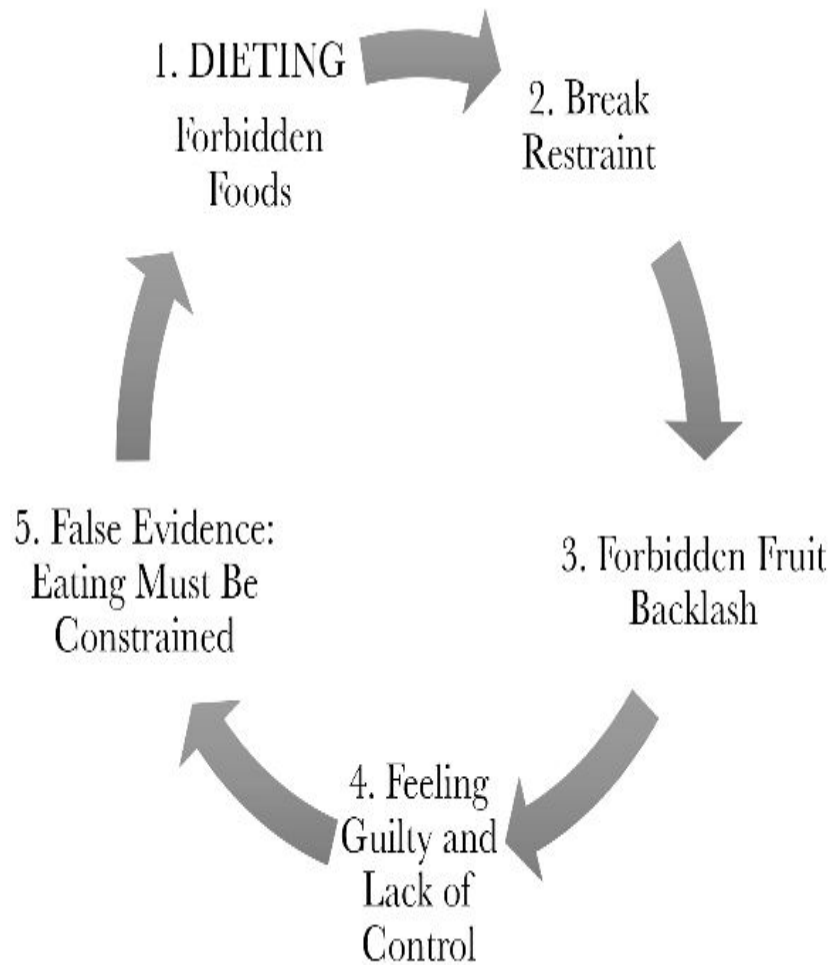 1. DIETING
Forbidden
Foods
2. Break
Restraint
3. Forbidden Fruit
Backlash
4. Feeling
Guilty and
Lack of
Control
5. False Evidence:
Eating Must Be
Constrained